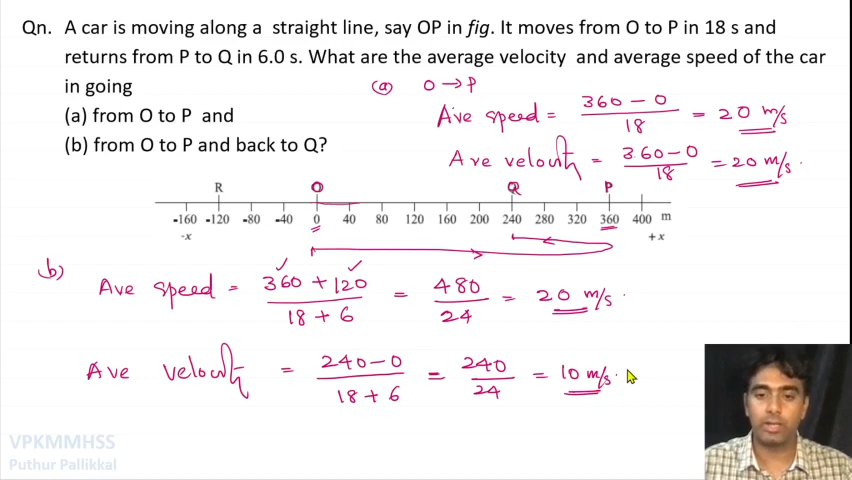 Qn. A car is moving along a straight line, say OP in fig. It moves from O to P in 18 s and
returns from P to Q in 6.0 s. What are the average velocity and average speed of the car
in going
(a) from O to P and
(b) from O to P and back to Q?
(a) O → P
Ave speed = 360 – 0 / 18 = 20 m/s
Ave velocity = 360 – 0 / 18 = 20 m/s.
R O Q P
-160 -120 -80 -40 0 40 80 120 160 200 240 280 320 360 400 m
-x +x
b)
Ave speed = 360 + 120 / 18 + 6 = 480 / 24 = 20 m/s.
Ave velocity = 240 – 0 / 18 + 6 = 240 / 24 = 10 m/s.
VPKMMHSS
Puthur Pallikkal